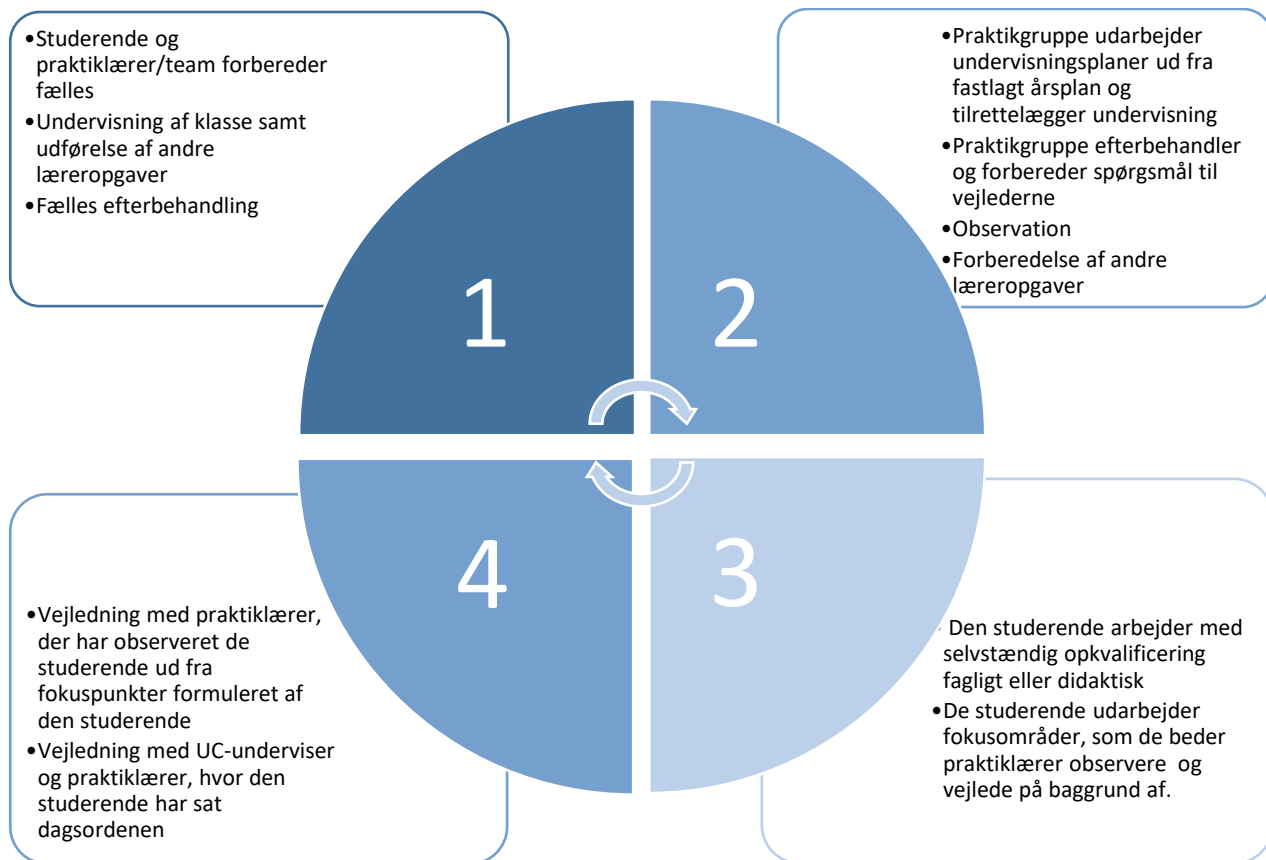 •Studerende og
praktiklærer/team forbereder
fælles
•Undervisning af klasse samt
udførelse af andre
læreropgaver
•Fælles efterbehandling
1
•Praktikgruppe udarbejder
undervisningsplaner ud fra
fastlagt årsplan og
tilrettelægger undervisning
•Praktikgruppe efterbehandler
og forbereder spørgsmål til
vejlederne
•Observation
•Forberedelse af andre
læreropgaver
2
3
• Den studerende arbejder med
selvstændig opkvalificering
fagligt eller didaktisk
•De studerende udarbejder
fokusområder, som de beder
praktiklærer observere og
vejlede på baggrund af.
4
•Vejledning med praktiklærer,
der har observeret de
studerende ud fra
fokuspunkter formuleret af
den studerende
•Vejledning med UC-underviser
og praktiklærer, hvor den
studerende har sat
dagsordenen